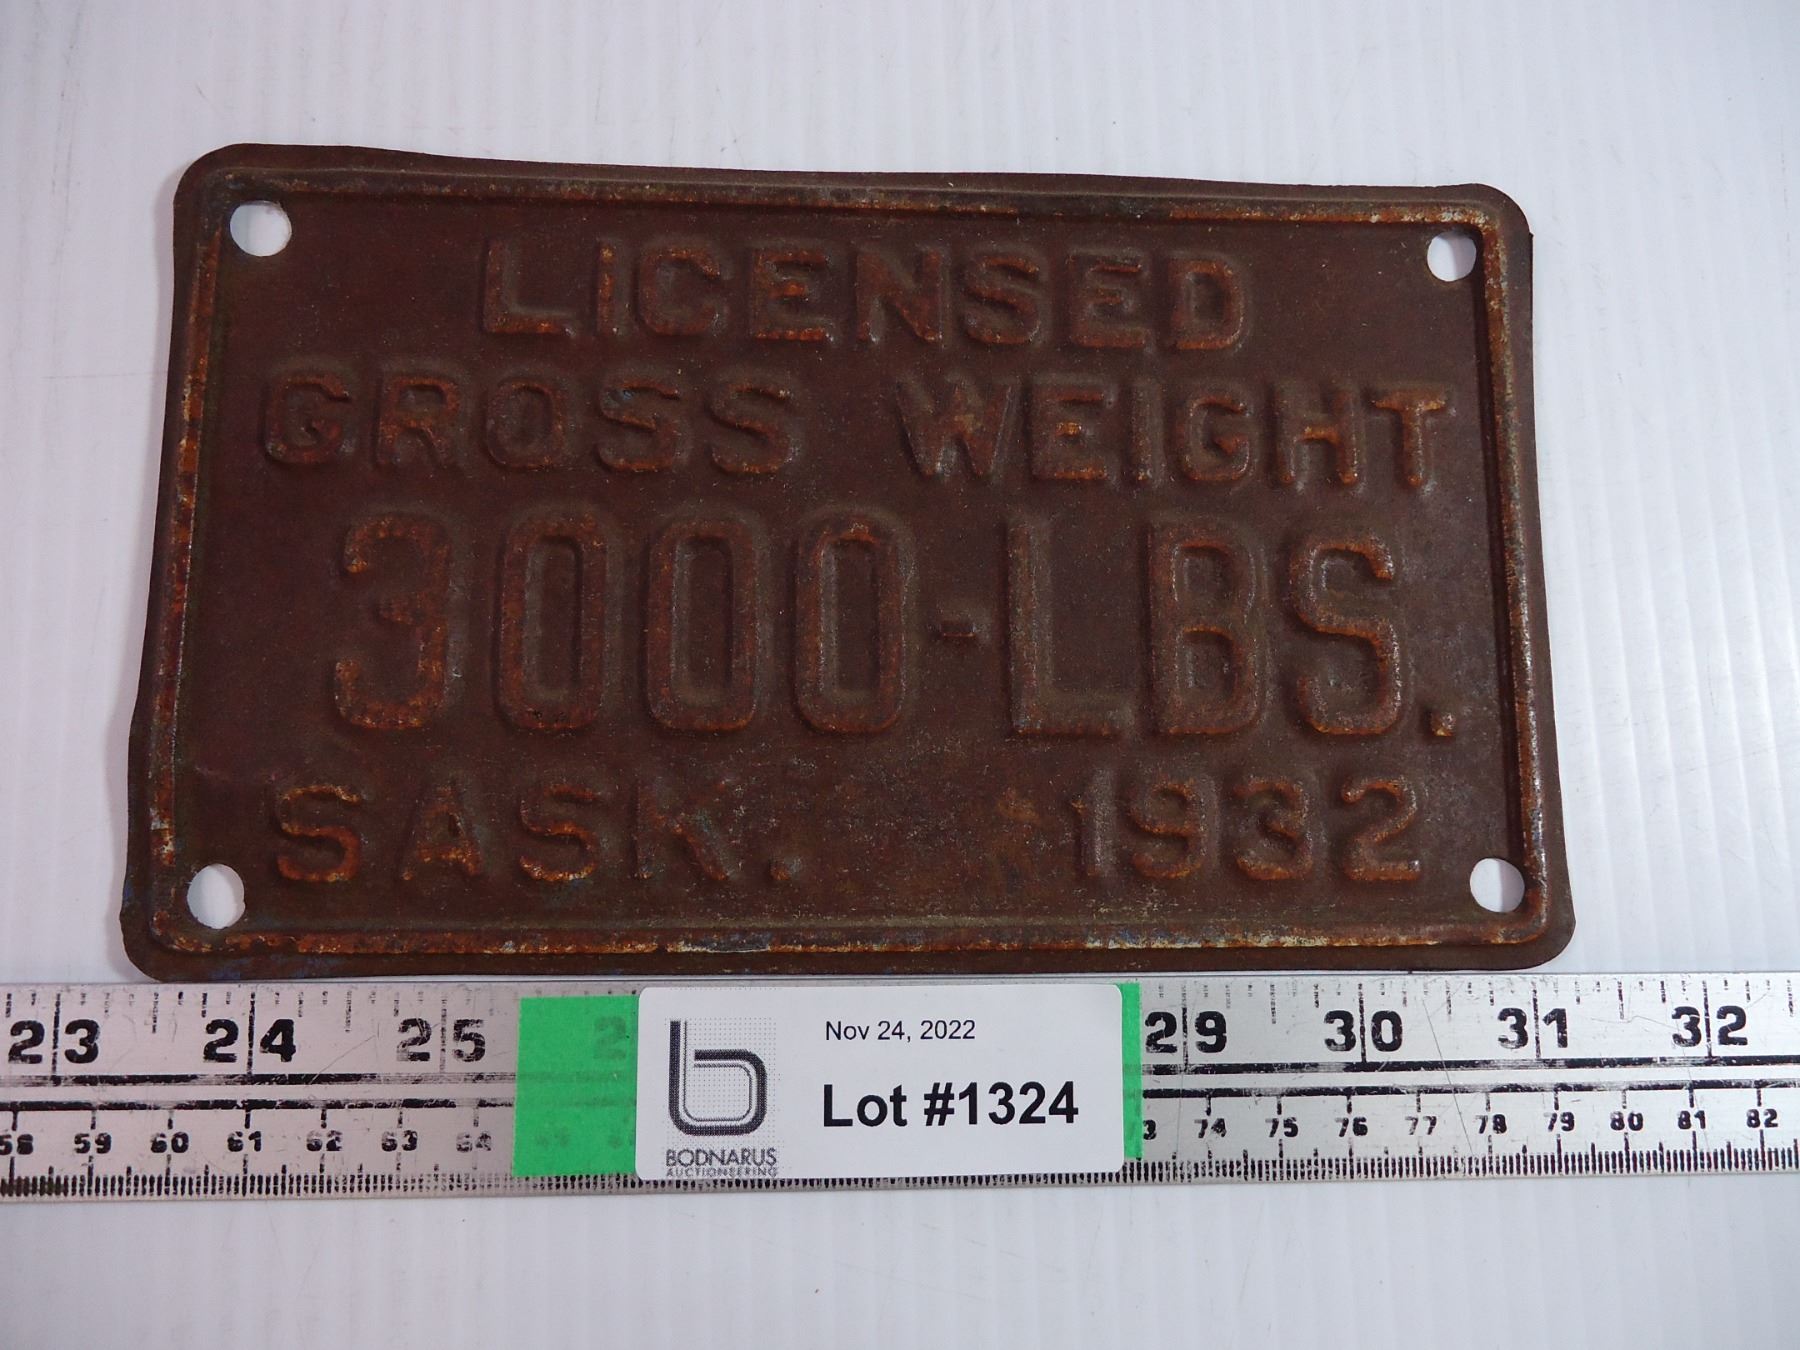 LICENSED
GROSS WEIGHT
3000-LBS.
SASK. 1932
23 24 25 29 30 31 32
Nov 24, 2022
Lot #1324
BODNARUS
AUCTIONEERING
58 59 60 61 62 63 64 74 75 76 77 78 79 80 81 82